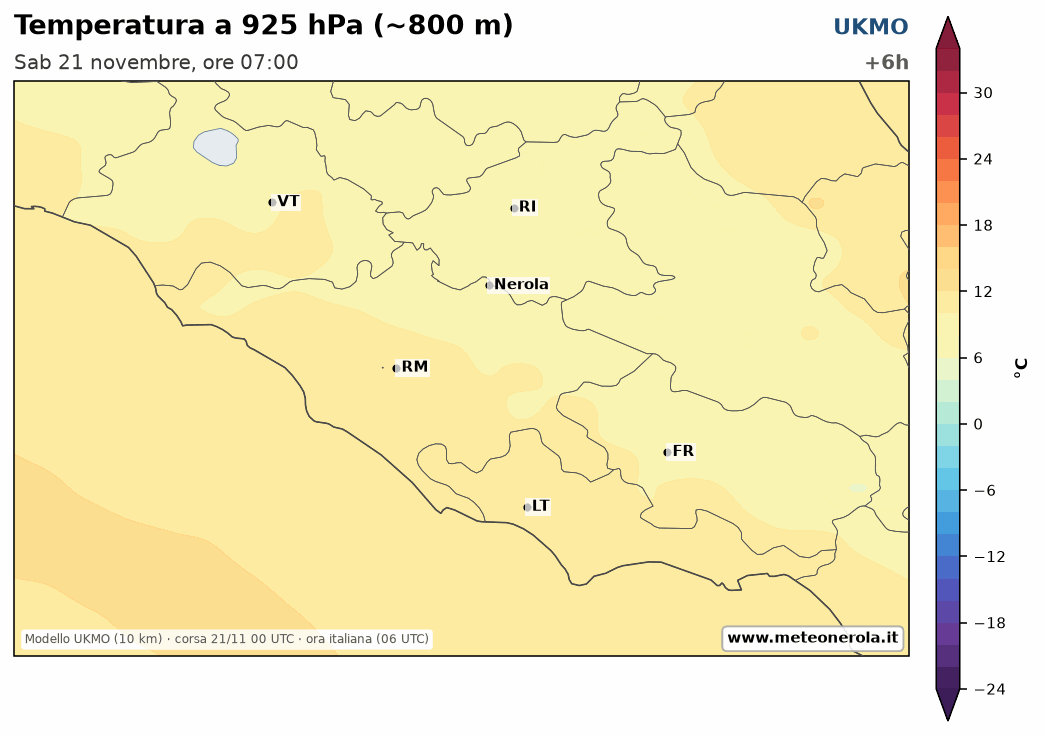 Temperatura a 925 hPa (~800 m)
UKMO
Sab 21 novembre, ore 07:00
+6h
VT
RI
Nerola
RM
FR
LT
Modello UKMO (10 km) · corsa 21/11 00 UTC · ora italiana (06 UTC)
www.meteonerola.it
30
24
18
12
6
0
−6
−12
−18
−24
°C